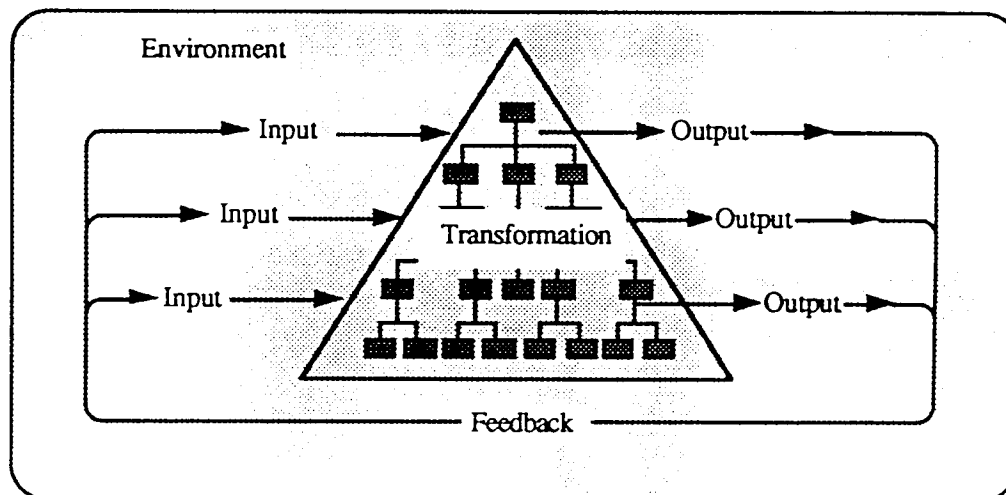 Environment
Input
Output
Input
Output
Transformation
Input
Output
Feedback